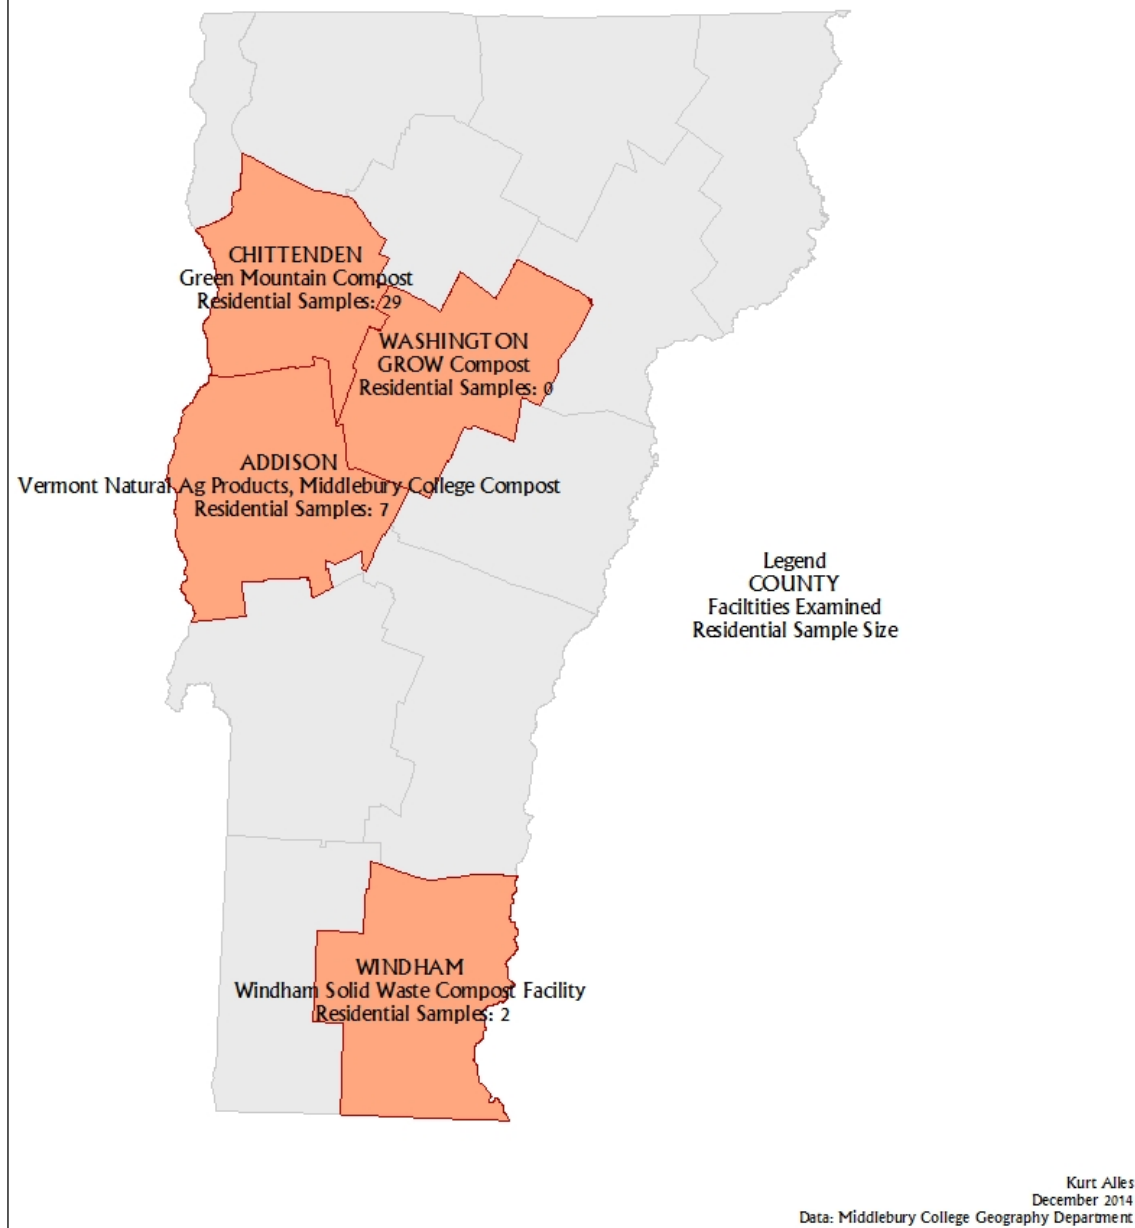 CHITTENDEN
Green Mountain Compost
Residential Samples: 29
WASHINGTON
GROW Compost
Residential Samples: 0
ADDISON
Vermont Natural Ag Products, Middlebury College Compost
Residential Samples: 7
Legend
COUNTY
Faciltities Examined
Residential Sample Size
WINDHAM
Windham Solid Waste Compost Facility
Residential Samples: 2
Kurt Alles
December 2014
Data: Middlebury College Geography Department